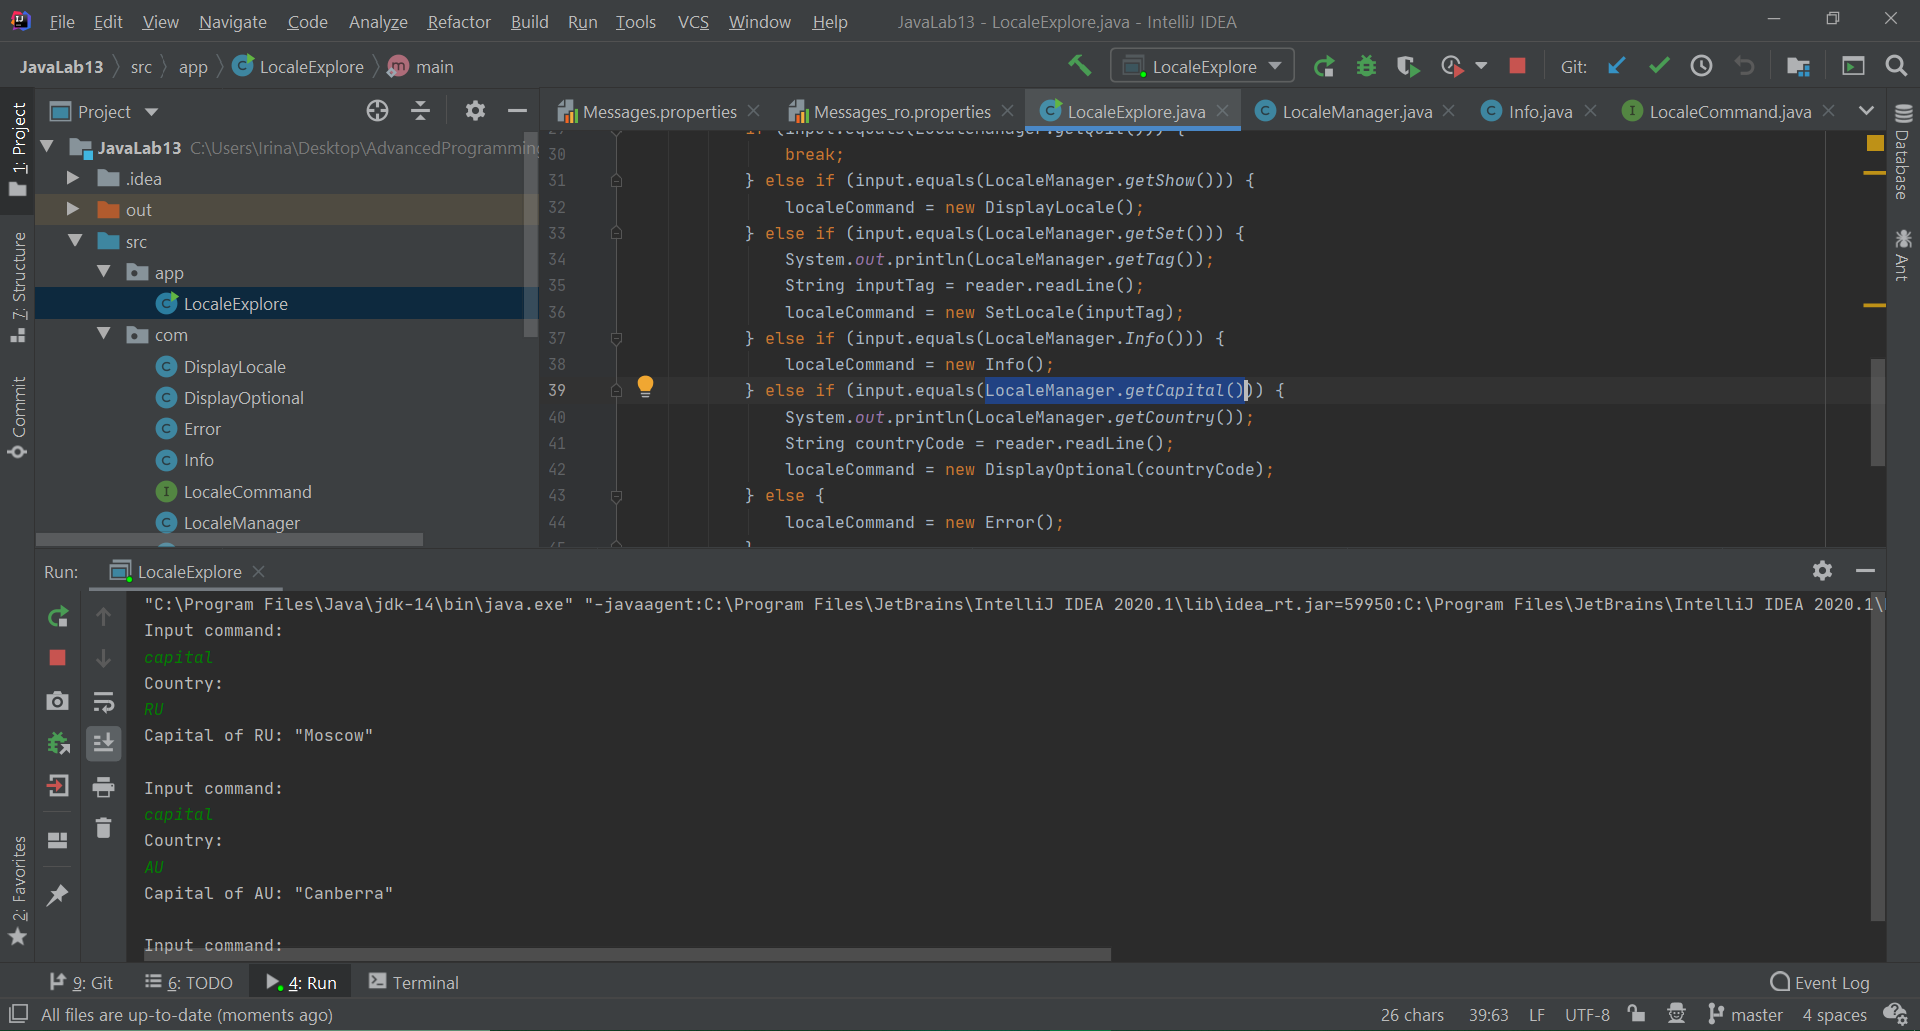 File Edit View Navigate Code Analyze Refactor Build Run Tools VCS Window Help JavaLab13 - LocaleExplore.java - IntelliJ IDEA
JavaLab13 src app LocaleExplore main LocaleExplore Git:
Project
Messages.properties Messages_ro.properties LocaleExplore.java LocaleManager.java Info.java LocaleCommand.java
1: Project
7: Structure
Commit
2: Favorites
Database
Ant
JavaLab13 C:\Users\Irina\Desktop\AdvancedProgramming
.idea
out
src
app
LocaleExplore
com
DisplayLocale
DisplayOptional
Error
Info
LocaleCommand
LocaleManager
if (input.equals(LocaleManager.getQuit())) {
30 break;
31 } else if (input.equals(LocaleManager.getShow())) {
32 localeCommand = new DisplayLocale();
33 } else if (input.equals(LocaleManager.getSet())) {
34 System.out.println(LocaleManager.getTag());
35 String inputTag = reader.readLine();
36 localeCommand = new SetLocale(inputTag);
37 } else if (input.equals(LocaleManager.Info())) {
38 localeCommand = new Info();
39 } else if (input.equals(LocaleManager.getCapital())) {
40 System.out.println(LocaleManager.getCountry());
41 String countryCode = reader.readLine();
42 localeCommand = new DisplayOptional(countryCode);
43 } else {
44 localeCommand = new Error();
45 }
Run: LocaleExplore
"C:\Program Files\Java\jdk-14\bin\java.exe" "-javaagent:C:\Program Files\JetBrains\IntelliJ IDEA 2020.1\lib\idea_rt.jar=59950:C:\Program Files\JetBrains\IntelliJ IDEA 2020.1\
Input command:
capital
Country:
RU
Capital of RU: "Moscow"
Input command:
capital
Country:
AU
Capital of AU: "Canberra"
Input command:
9: Git 6: TODO 4: Run Terminal Event Log
All files are up-to-date (moments ago) 26 chars 39:63 LF UTF-8 master 4 spaces